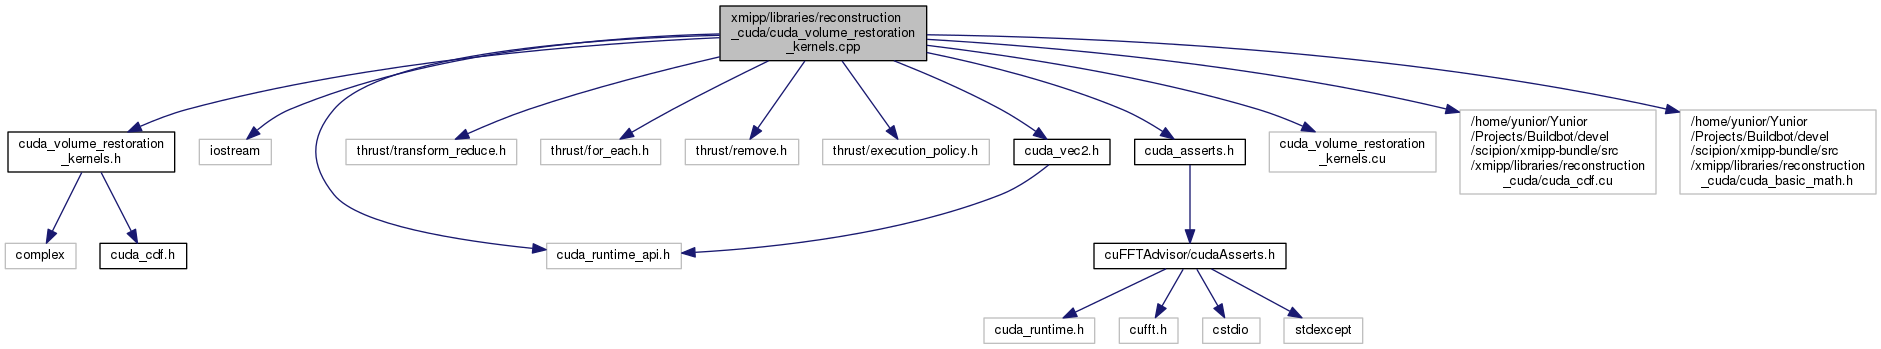 xmipp/libraries/reconstruction
_cuda/cuda_volume_restoration
_kernels.cpp
cuda_volume_restoration
_kernels.h
iostream
thrust/transform_reduce.h
thrust/for_each.h
thrust/remove.h
thrust/execution_policy.h
cuda_vec2.h
cuda_asserts.h
cuda_volume_restoration
_kernels.cu
/home/yunior/Yunior
/Projects/Buildbot/devel
/scipion/xmipp-bundle/src
/xmipp/libraries/reconstruction
_cuda/cuda_cdf.cu
/home/yunior/Yunior
/Projects/Buildbot/devel
/scipion/xmipp-bundle/src
/xmipp/libraries/reconstruction
_cuda/cuda_basic_math.h
complex
cuda_cdf.h
cuda_runtime_api.h
cuFFTAdvisor/cudaAsserts.h
cuda_runtime.h
cufft.h
cstdio
stdexcept